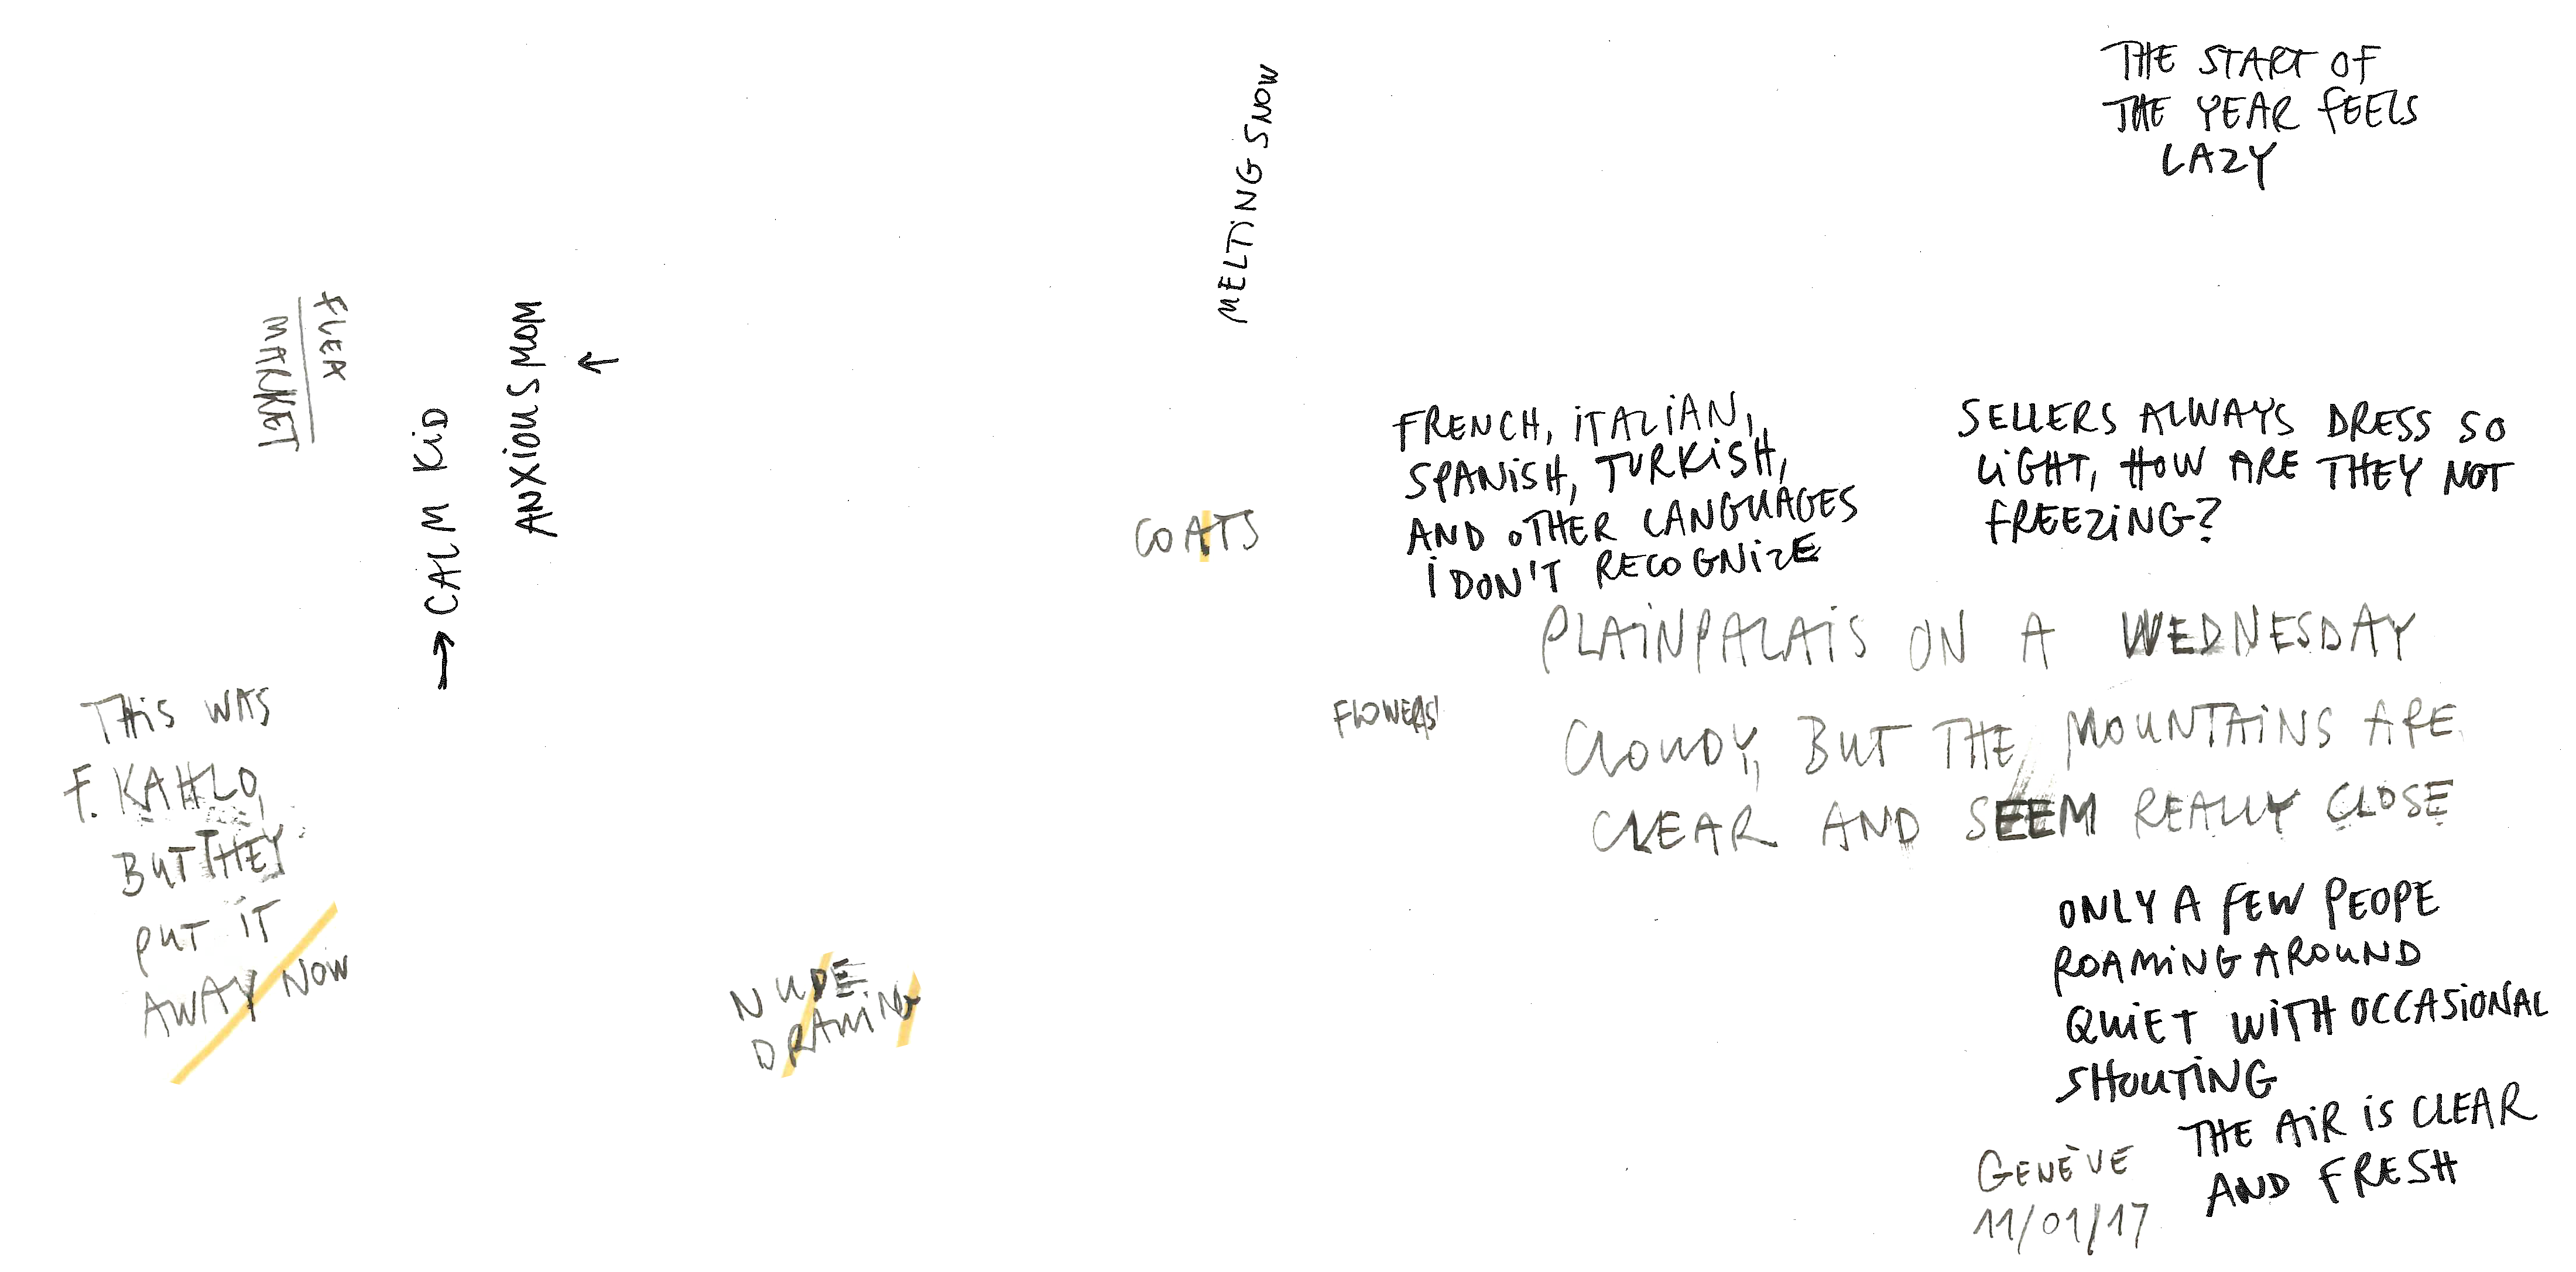 THE START OF
THE YEAR FEELS
LAZY
MELTING SNOW
FLEA
MARKET
CALM KID
ANXIOUS MOM
COATS
FRENCH, ITALIAN,
SPANISH, TURKISH,
AND OTHER LANGUAGES
I DON'T RECOGNIZE
SELLERS ALWAYS DRESS SO
LIGHT, HOW ARE THEY NOT
FREEZING?
PLAINPALAIS ON A WEDNESDAY
FLOWERS
CLOUDY, BUT THE MOUNTAINS ARE
CLEAR AND SEEM REALLY CLOSE
THIS WAS
F. KAHLO,
BUT THEY
PUT IT
AWAY NOW
NUDE
DRAWING
ONLY A FEW PEOPE
ROAMING AROUND
QUIET WITH OCCASIONAL
SHOUTING
THE AIR IS CLEAR
AND FRESH
GENÈVE
11/01/17